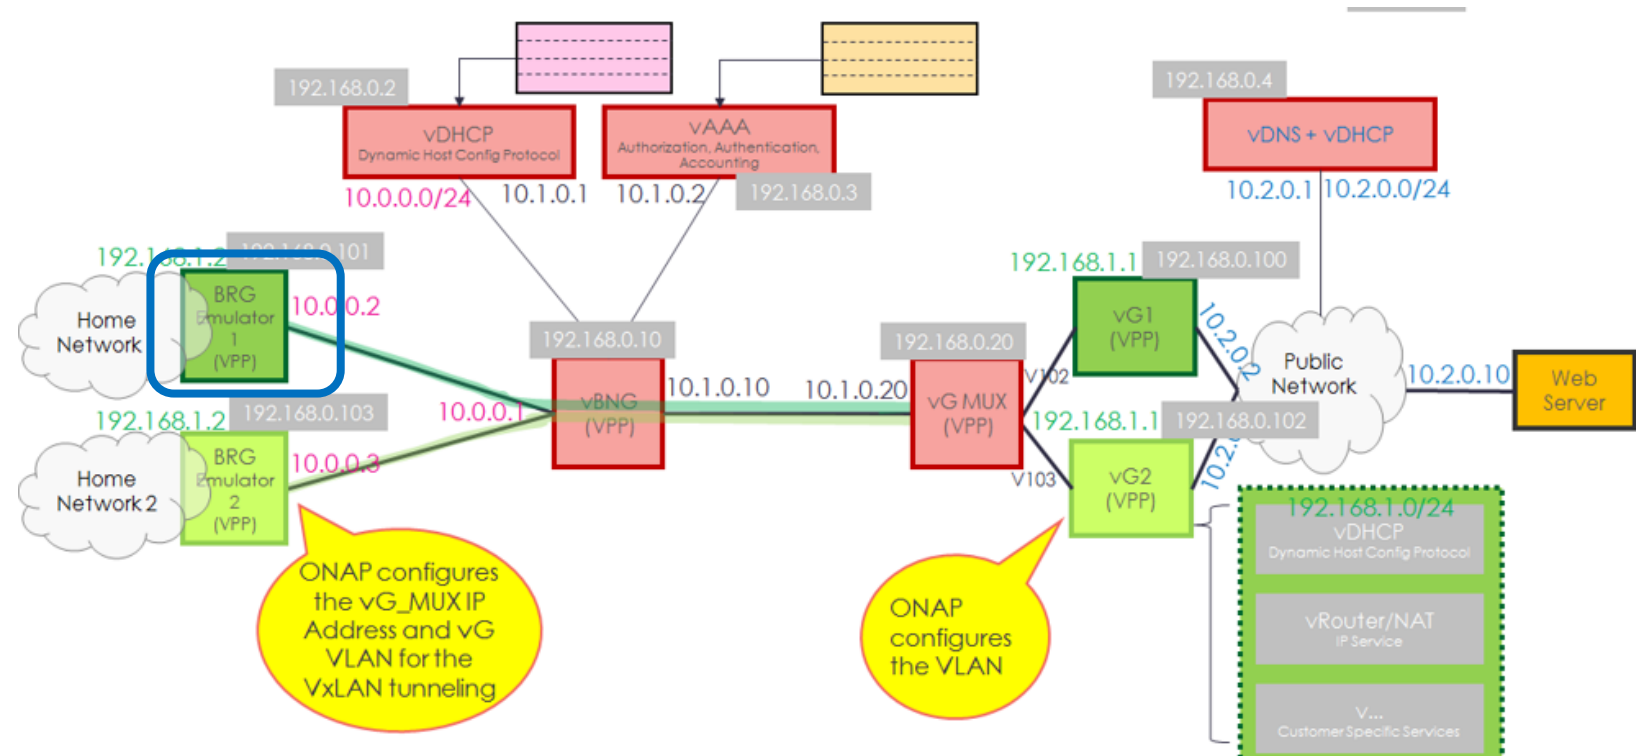 192.168.0.2
vDHCP
Dynamic Host Config Protocol
10.0.0.0/24
10.1.0.1
vAAA
Authorization, Authentication,
Accounting
10.1.0.2
192.168.0.3
192.168.0.4
vDNS + vDHCP
10.2.0.1
10.2.0.0/24
192.168.1.2
192.168.0.101
Home
Network
BRG
Emulator
1
(VPP)
10.0.0.2
192.168.1.2
192.168.0.103
Home
Network 2
BRG
Emulator
2
(VPP)
10.0.0.3
10.0.0.1
192.168.0.10
vBNG
(VPP)
10.1.0.10
10.1.0.20
192.168.0.20
vG MUX
(VPP)
V102
V103
192.168.1.1
192.168.0.100
vG1
(VPP)
10.2.0.2
192.168.1.1
192.168.0.102
vG2
(VPP)
Public
Network
10.2.0.10
Web
Server
ONAP configures
the vG_MUX IP
Address and vG
VLAN for the
VxLAN tunneling
ONAP
configures
the VLAN
192.168.1.0/24
vDHCP
Dynamic Host Config Protocol
vRouter/NAT
IP Service
v...
Customer Specific Services